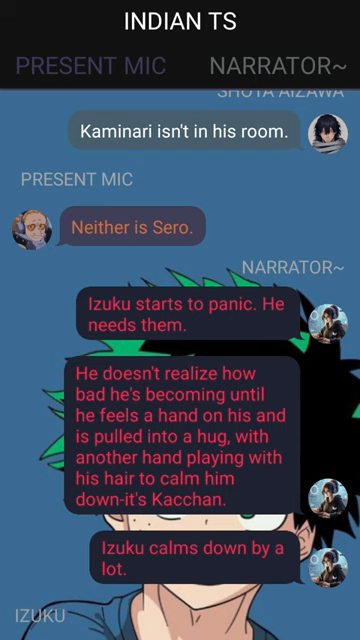 INDIAN TS
PRESENT MIC
NARRATOR~
SHOTA AIZAWA
Kaminari isn't in his room.
PRESENT MIC
Neither is Sero.
NARRATOR~
Izuku starts to panic. He
needs them.
He doesn't realize how
bad he's becoming until
he feels a hand on his and
is pulled into a hug, with
another hand playing with
his hair to calm him
down-it's Kacchan.
Izuku calms down by a
lot.
IZUKU